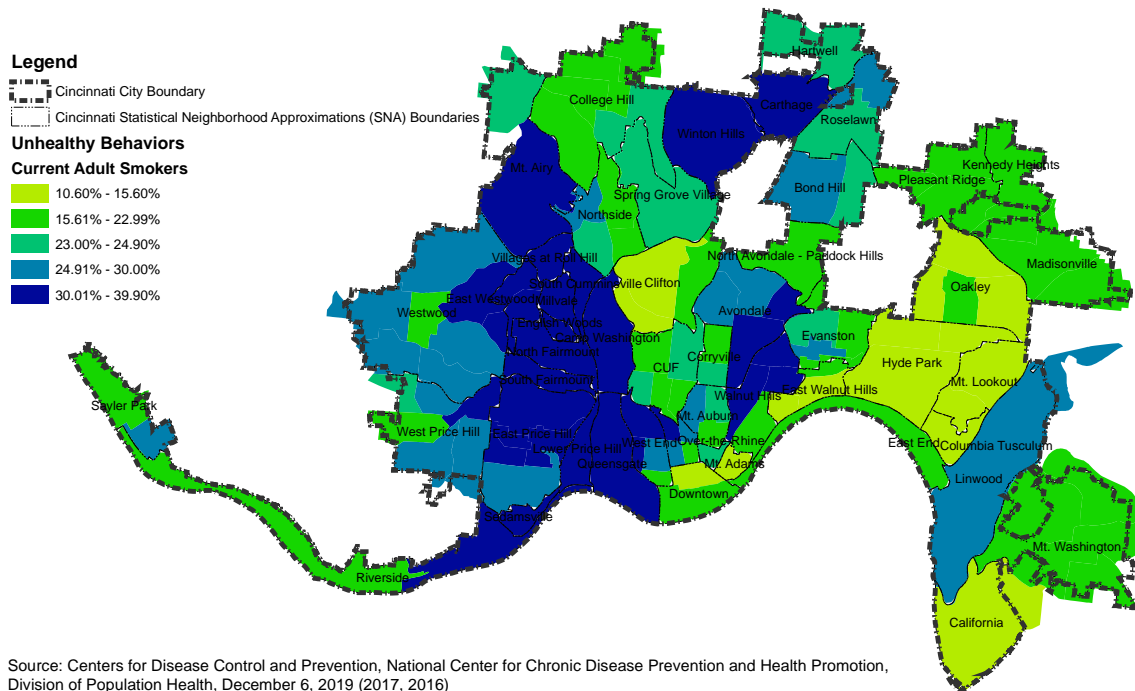 Legend
Cincinnati City Boundary
Cincinnati Statistical Neighborhood Approximations (SNA) Boundaries
Unhealthy Behaviors
Current Adult Smokers
10.60% - 15.60%
15.61% - 22.99%
23.00% - 24.90%
24.91% - 30.00%
30.01% - 39.90%
Hartwell
College Hill
Carthage
Roselawn
Winton Hills
Mt. Airy
Kennedy Heights
Pleasant Ridge
Bond Hill
Spring Grove Village
Northside
Villages at Roll Hill
North Avondale - Paddock Hills
Madisonville
South Cumminsville
Clifton
Oakley
East Westwood
Millvale
Westwood
Avondale
English Woods
Camp Washington
Evanston
North Fairmount
Corryville
Hyde Park
CUF
South Fairmount
Mt. Lookout
East Walnut Hills
Walnut Hills
Sayler Park
Mt. Auburn
West Price Hill
East Price Hill
West End
Over-the-Rhine
East End
Columbia Tusculum
Lower Price Hill
Queensgate
Mt. Adams
Linwood
Downtown
Sedamsville
Mt. Washington
Riverside
California
Source: Centers for Disease Control and Prevention, National Center for Chronic Disease Prevention and Health Promotion,
Division of Population Health, December 6, 2019 (2017, 2016)